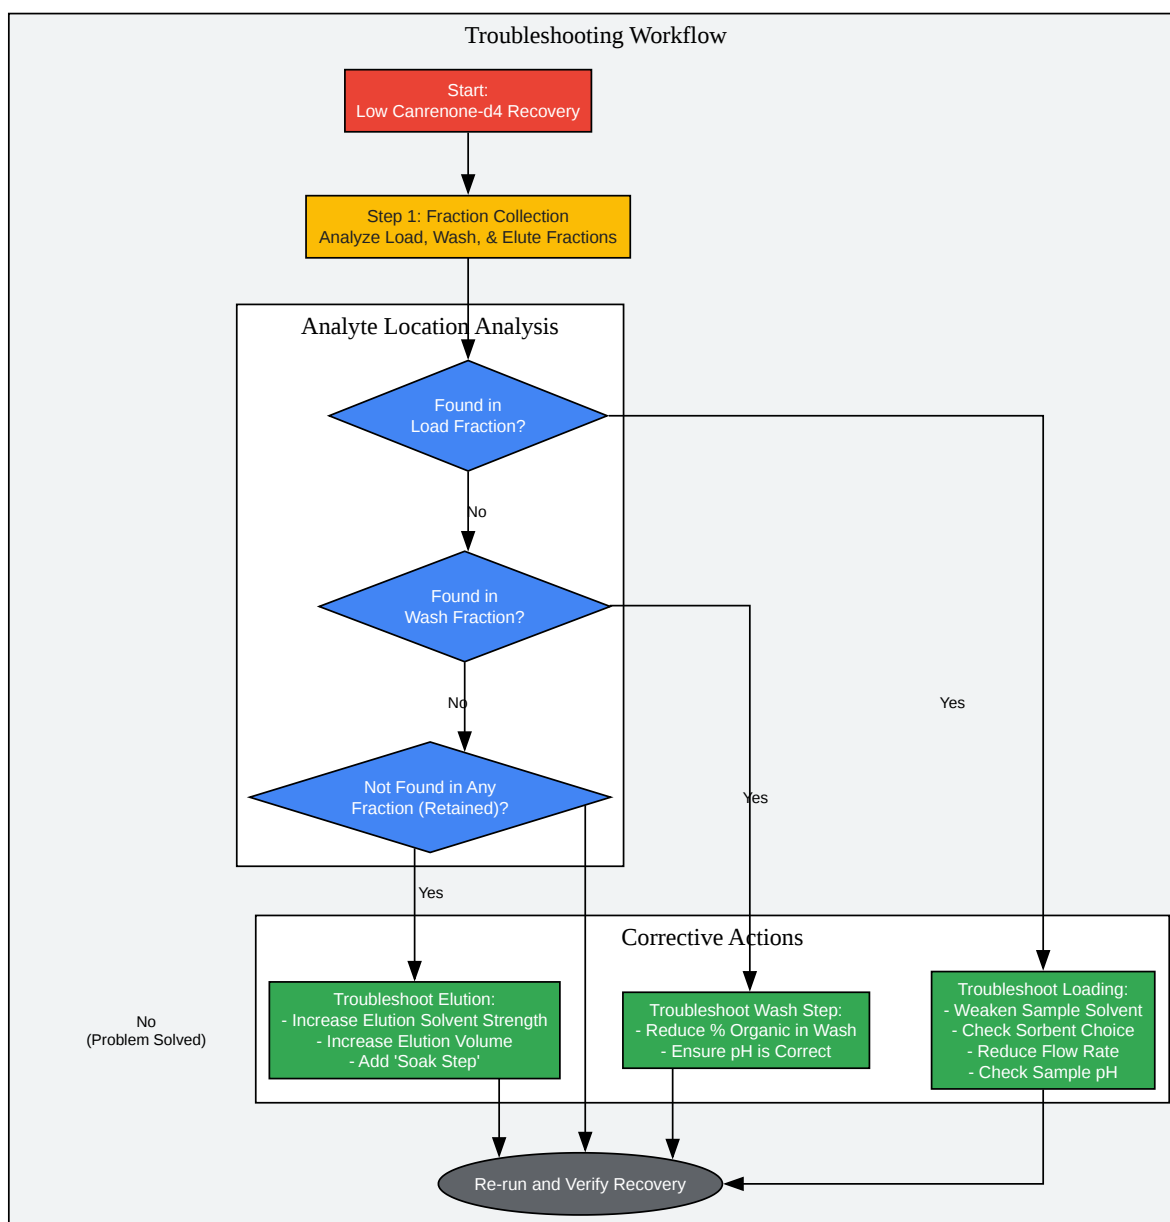 Troubleshooting Workflow
Start:
Low Canrenone-d4 Recovery
Step 1: Fraction Collection
Analyze Load, Wash, & Elute Fractions
Analyte Location Analysis
Found in
Load Fraction?
No
Found in
Wash Fraction?
No
Yes
Not Found in Any
Fraction (Retained)?
Yes
Yes
Corrective Actions
Troubleshoot Elution:
- Increase Elution Solvent Strength
- Increase Elution Volume
- Add 'Soak Step'
Troubleshoot Wash Step:
- Reduce % Organic in Wash
- Ensure pH is Correct
Troubleshoot Loading:
- Weaken Sample Solvent
- Check Sorbent Choice
- Reduce Flow Rate
- Check Sample pH
No
(Problem Solved)
Re-run and Verify Recovery